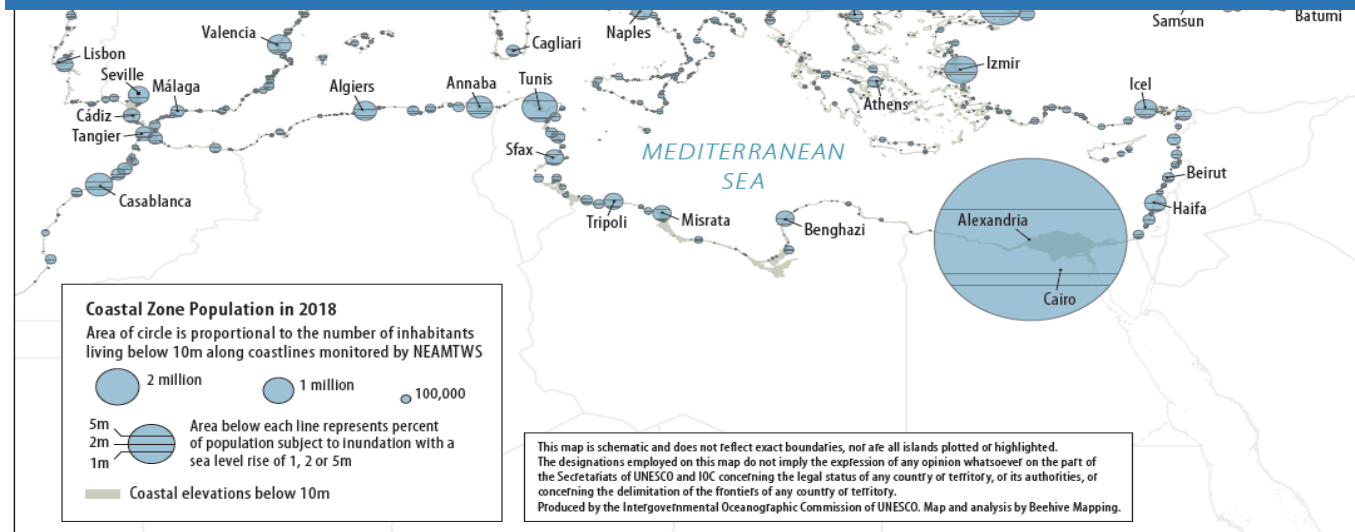 Samsun
Batumi
Naples
Valencia
Cagliari
Lisbon
Izmir
Seville
Málaga
Algiers
Annaba
Tunis
Icel
Athens
Cádiz
Tangier
Sfax
MEDITERRANEAN
SEA
Beirut
Casablanca
Haifa
Tripoli
Misrata
Benghazi
Alexandria
Cairo
Coastal Zone Population in 2018
Area of circle is proportional to the number of inhabitants
living below 10m along coastlines monitored by NEAMTWS
2 million
1 million
100,000
5m
2m
1m
Area below each line represents percent
of population subject to inundation with a
sea level rise of 1, 2 or 5m
Coastal elevations below 10m
This map is schematic and does not reflect exact boundaries, nor are all islands plotted or highlighted.
The designations employed on this map do not imply the expression of any opinion whatsoever on the part of
the Secretariats of UNESCO and IOC concerning the legal status of any country or territory, or its authorities, or
concerning the delimitation of the frontiers of any country or territory.
Produced by the Intergovernmental Oceanographic Commission of UNESCO. Map and analysis by Beehive Mapping.